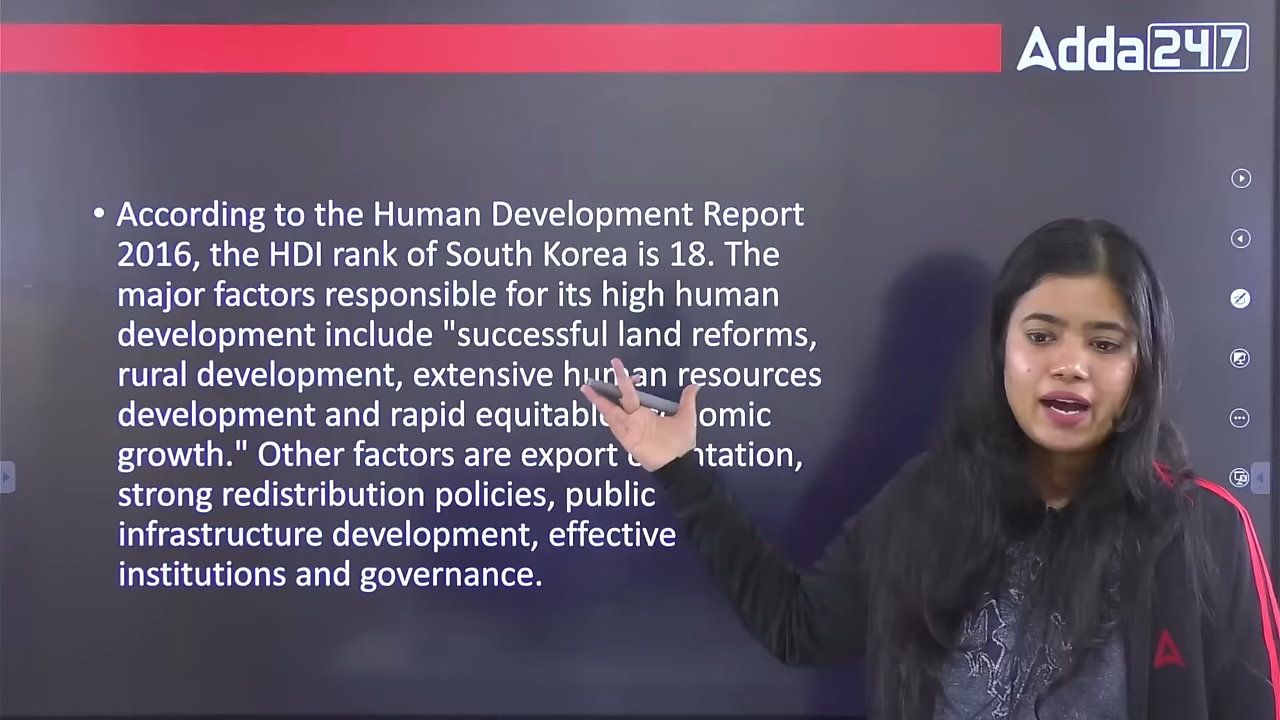 Adda247
• According to the Human Development Report
2016, the HDI rank of South Korea is 18. The
major factors responsible for its high human
development include "successful land reforms,
rural development, extensive human resources
development and rapid equitable
growth." Other factors are export
strong redistribution policies, public
infrastructure development, effective
institutions and governance.